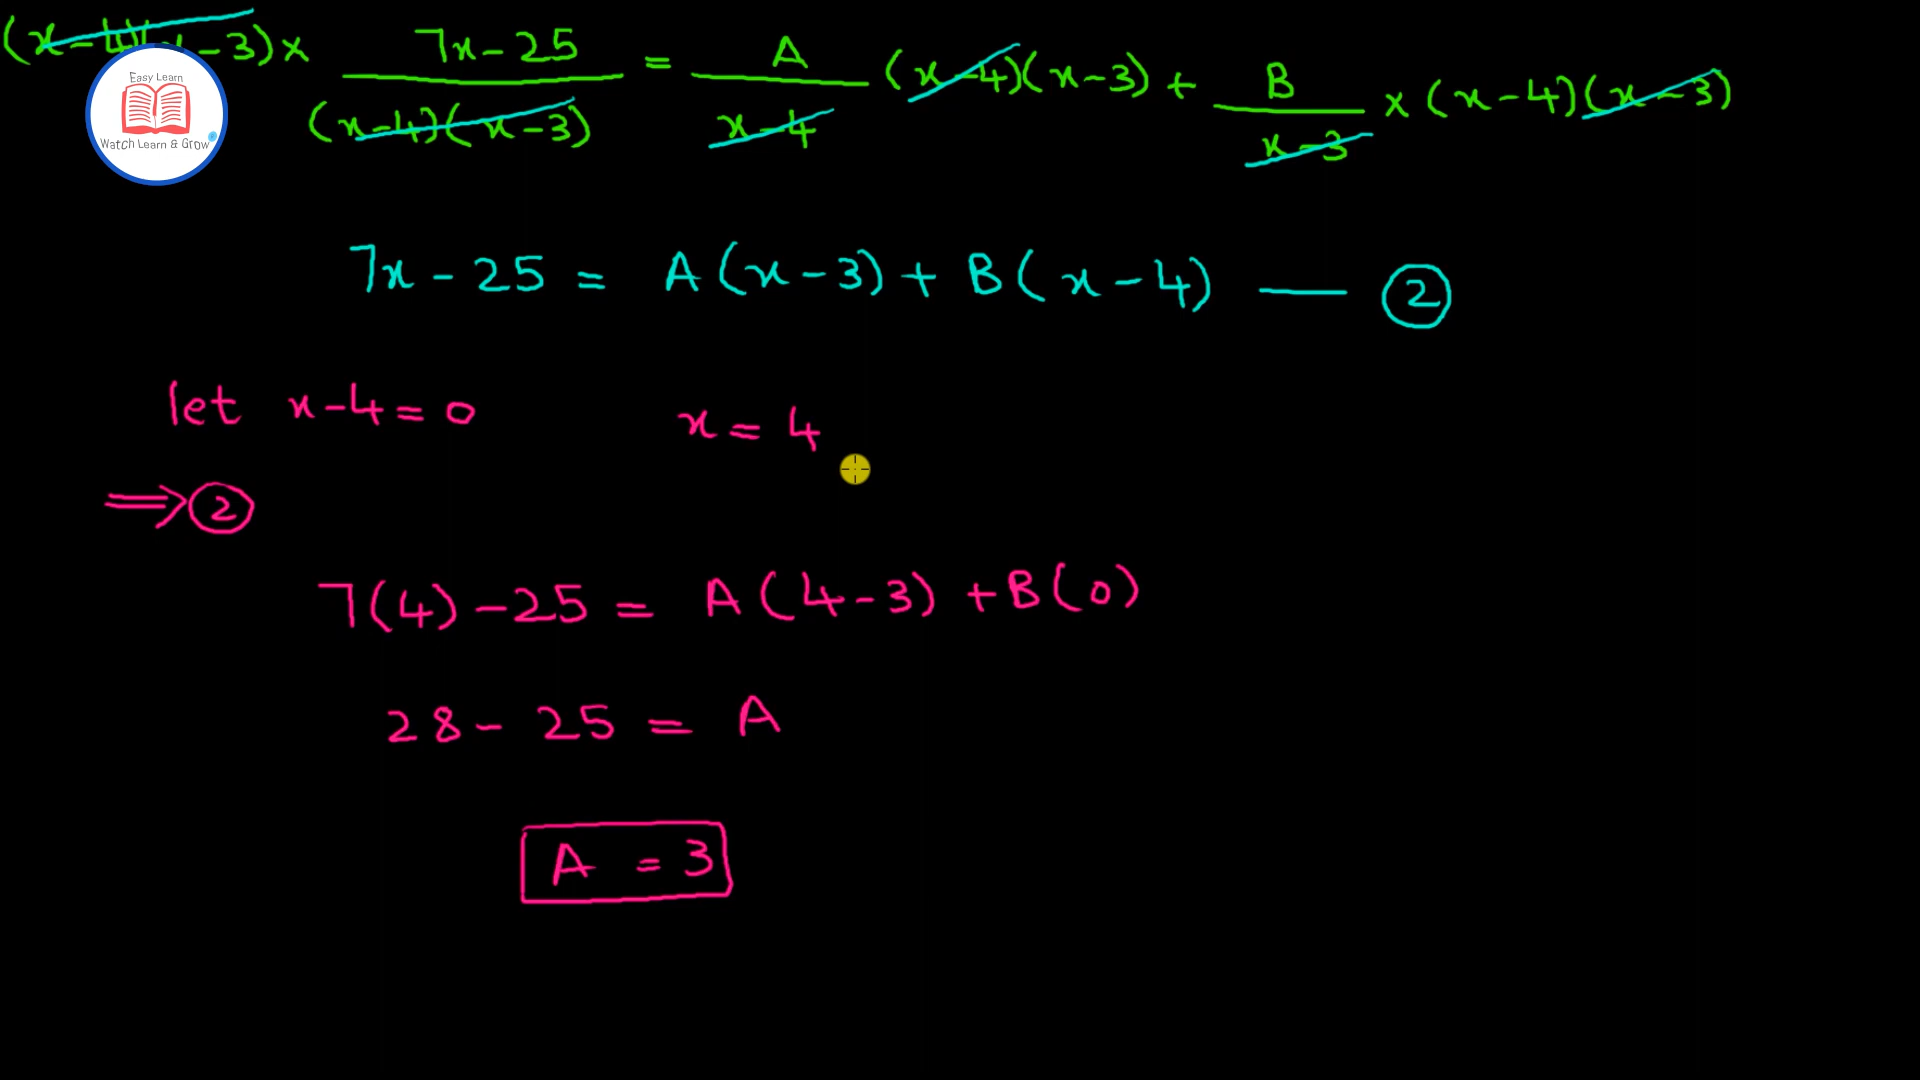 (x-4)(x-3) × 7x-25 / (x-4)(x-3) = A / x-4 (x-4)(x-3) + B / x-3 × (x-4)(x-3)
Easy Learn
Watch Learn & Grow
7x - 25 = A(x-3) + B(x-4) — ②
let x-4=0 x = 4
⟹ ②
7(4) - 25 = A(4-3) + B(0)
28 - 25 = A
A = 3